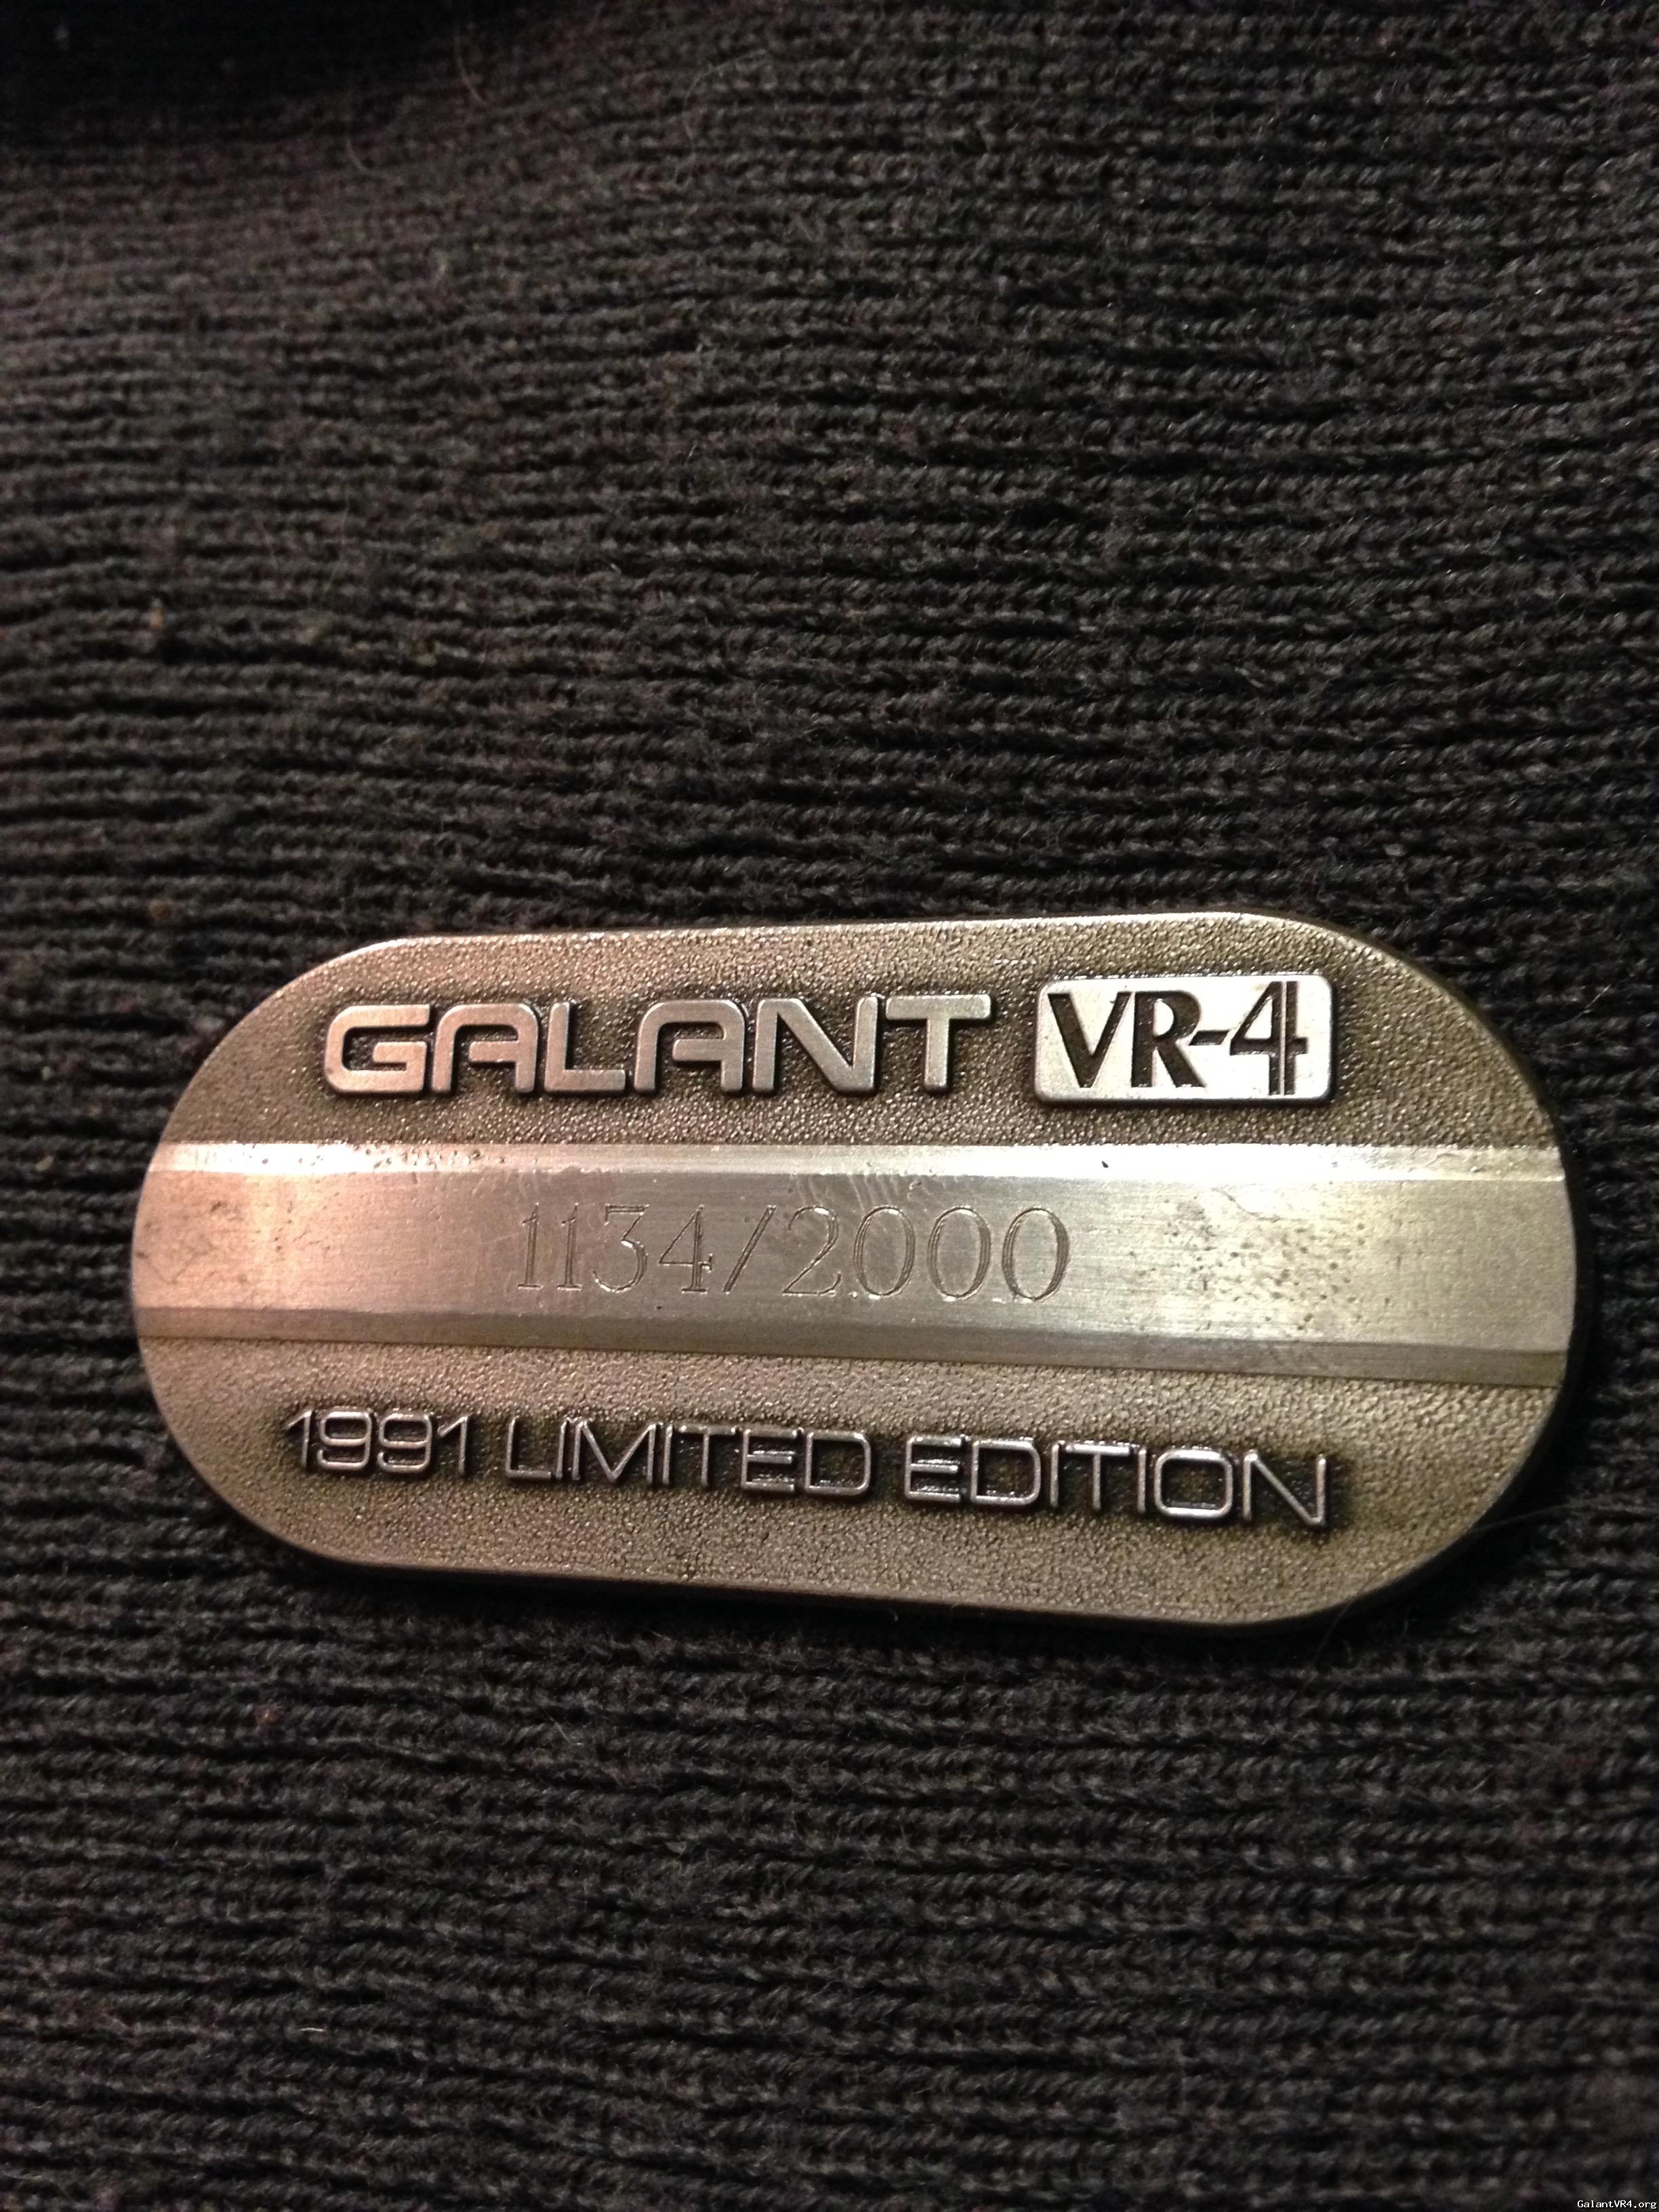 GALANT VR-4
1134/2000
1991 LIMITED EDITION
GalantVR4.org